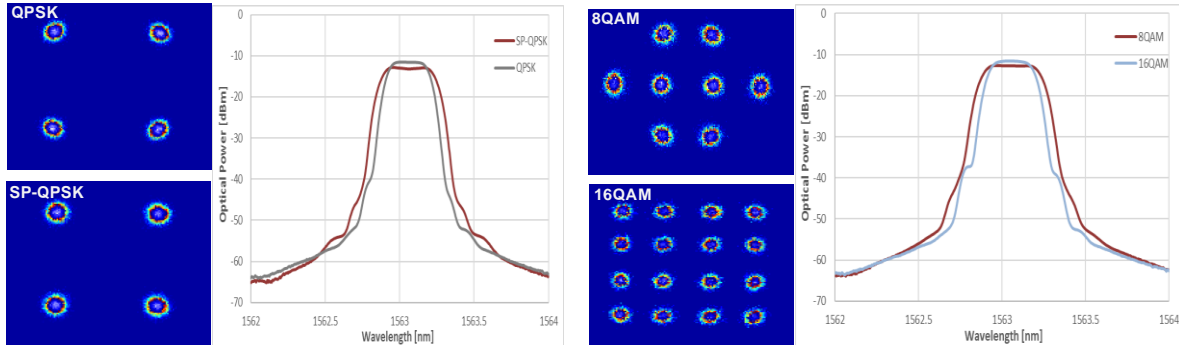 QPSK
SP-QPSK
0
-10
-20
-30
-40
-50
-60
-70
Optical Power [dBm]
SP-QPSK
QPSK
1562
1562.5
1563
1563.5
1564
Wavelength [nm]
8QAM
16QAM
0
-10
-20
-30
-40
-50
-60
-70
Optical Power [dBm]
8QAM
16QAM
1562
1562.5
1563
1563.5
1564
Wavelength [nm]